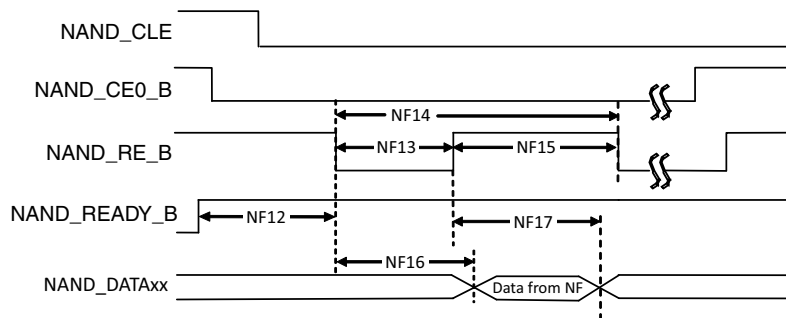 NAND_CLE
NAND_CE0_B
NF14
NAND_RE_B
NF13
NF15
NAND_READY_B
NF12
NF17
NF16
NAND_DATAxx
Data from NF